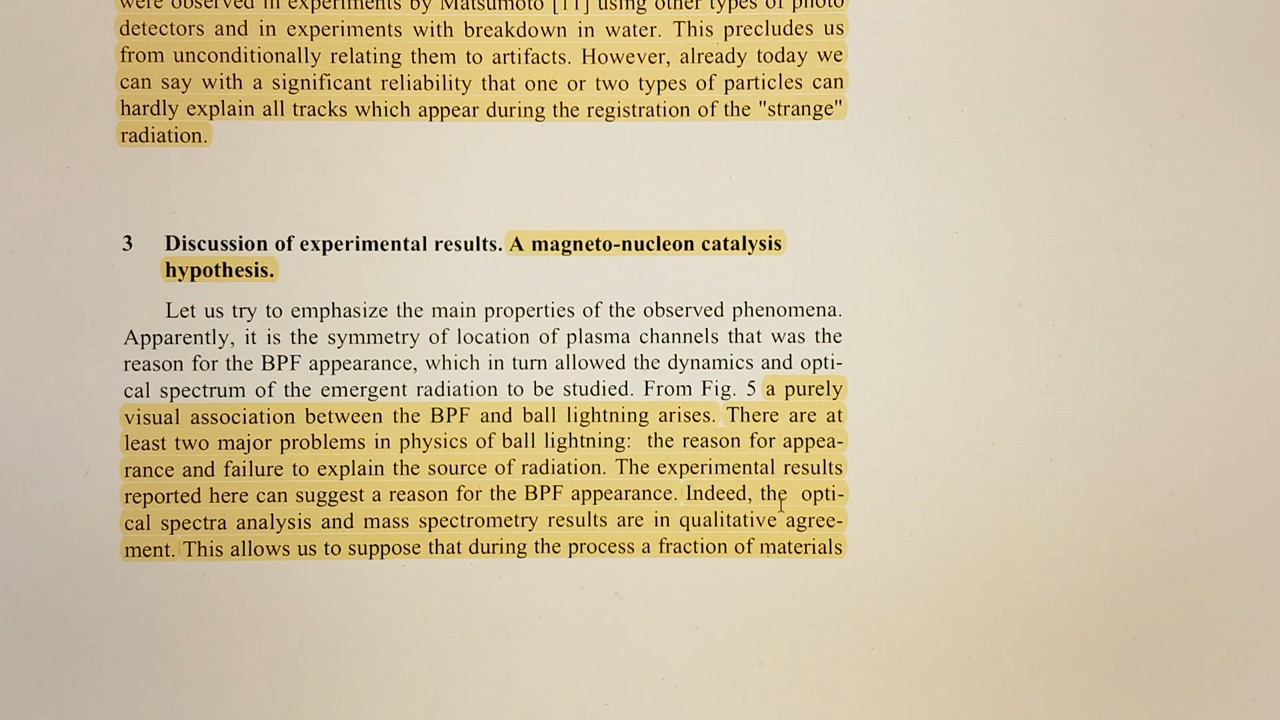 were observed in experiments by Matsumoto [11] using other types of photo
detectors and in experiments with breakdown in water. This precludes us
from unconditionally relating them to artifacts. However, already today we
can say with a significant reliability that one or two types of particles can
hardly explain all tracks which appear during the registration of the "strange"
radiation.
3 Discussion of experimental results. A magneto-nucleon catalysis
hypothesis.
Let us try to emphasize the main properties of the observed phenomena.
Apparently, it is the symmetry of location of plasma channels that was the
reason for the BPF appearance, which in turn allowed the dynamics and opti-
cal spectrum of the emergent radiation to be studied. From Fig. 5 a purely
visual association between the BPF and ball lightning arises. There are at
least two major problems in physics of ball lightning: the reason for appea-
rance and failure to explain the source of radiation. The experimental results
reported here can suggest a reason for the BPF appearance. Indeed, the opti-
cal spectra analysis and mass spectrometry results are in qualitative agree-
ment. This allows us to suppose that during the process a fraction of materials